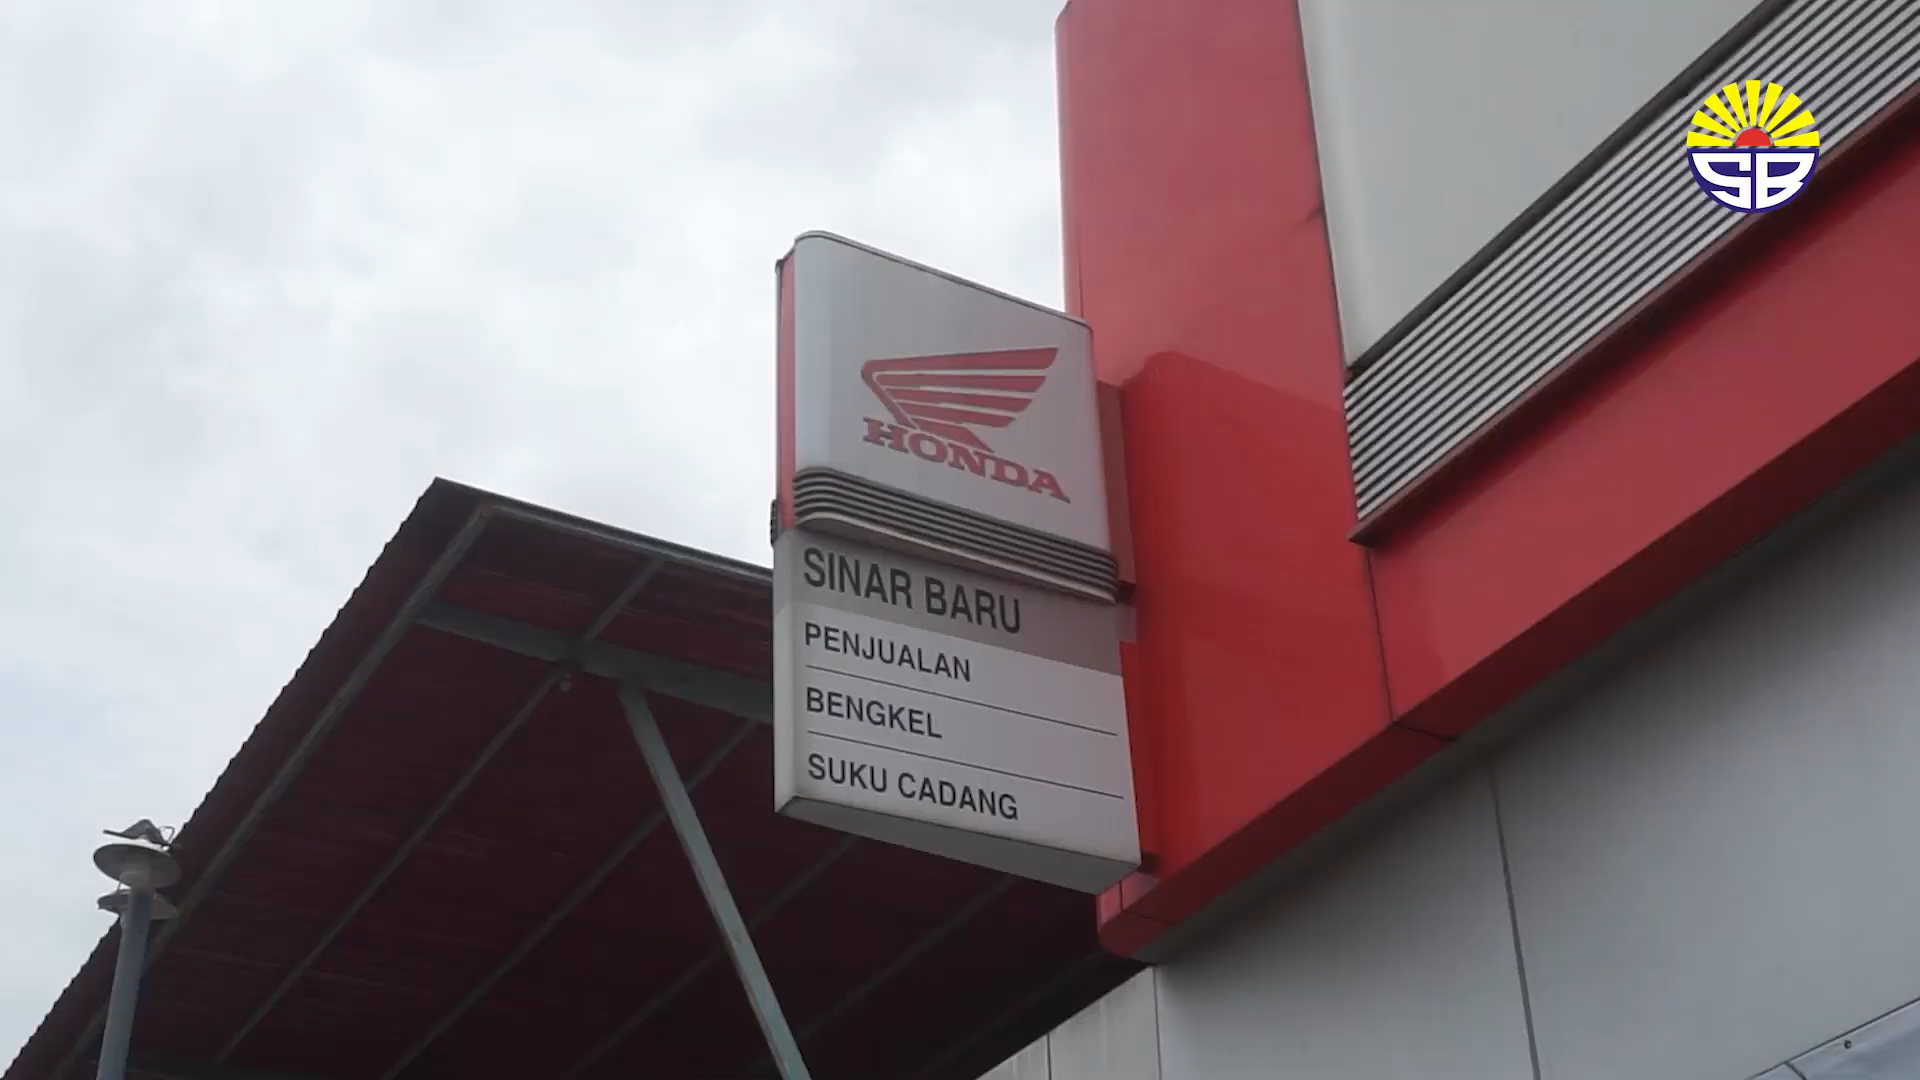 SB
HONDA
SINAR BARU
PENJUALAN
BENGKEL
SUKU CADANG